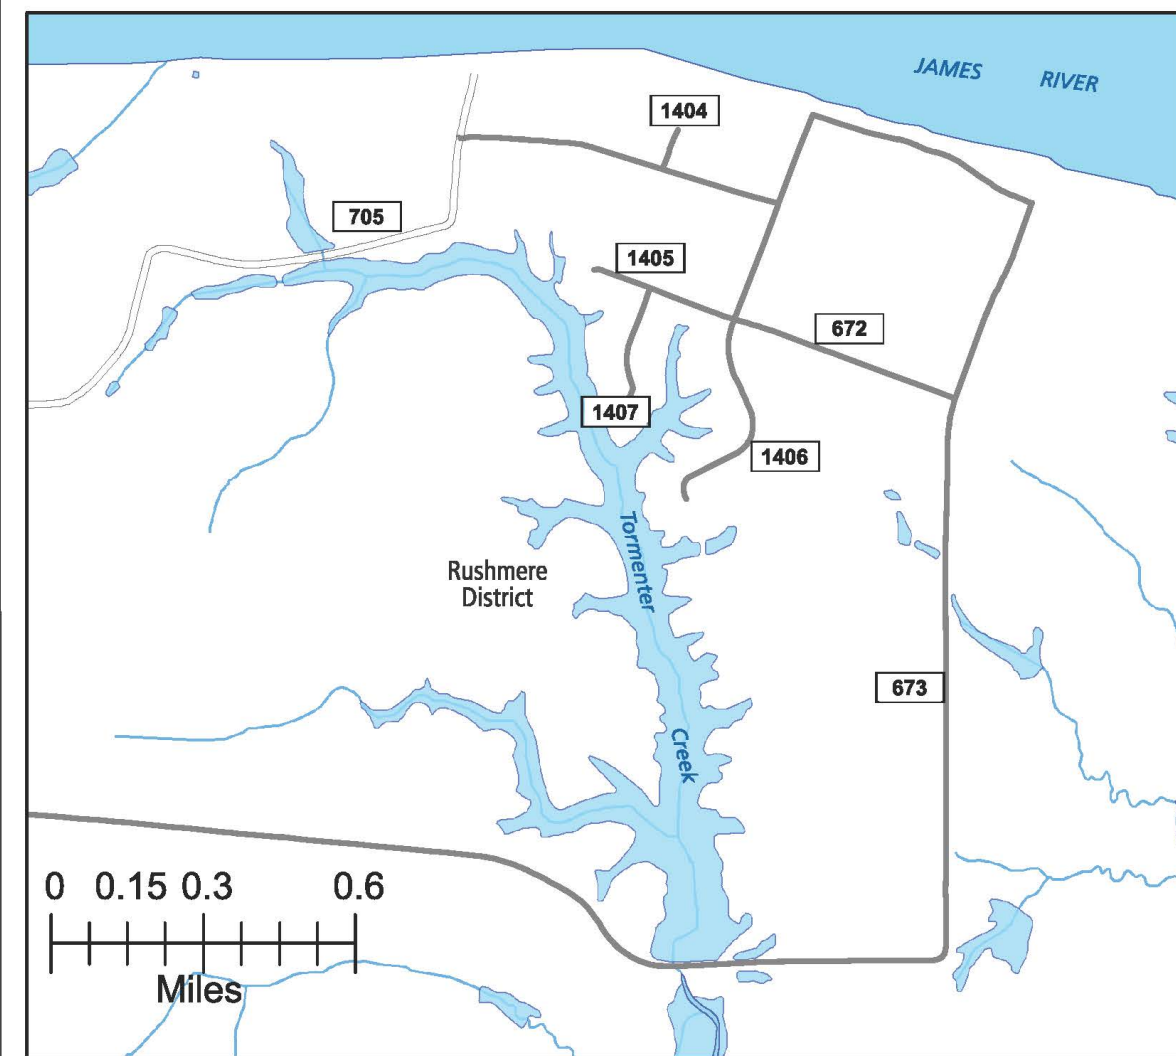 JAMES RIVER
1404
705
1405
672
1407
1406
Tormenter
Rushmere
District
673
Creek
0 0.15 0.3 0.6
Miles